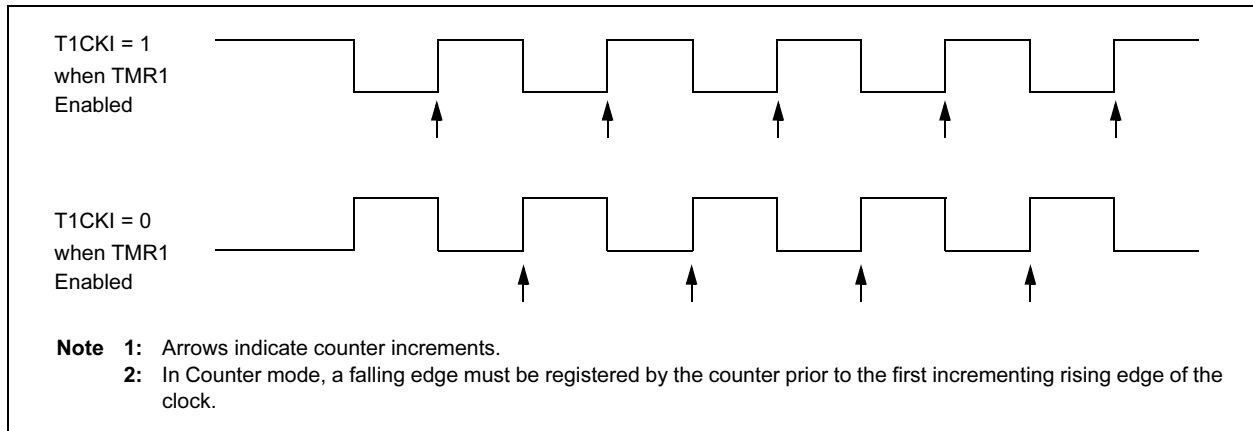 T1CKI = 1
when TMR1
Enabled
T1CKI = 0
when TMR1
Enabled
Note 1: Arrows indicate counter increments.
2: In Counter mode, a falling edge must be registered by the counter prior to the first incrementing rising edge of the
clock.